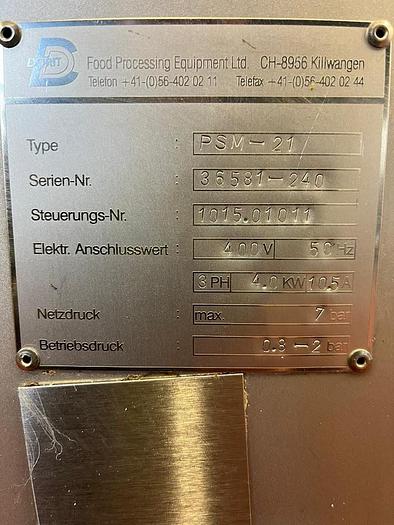 DORIT Food Processing Equipment Ltd. CH-8956 Killwangen
Telefon +41-(0)56-402 02 11 Telefax +41-(0)56-402 02 44
Type : PSM-21
Serien-Nr. : 36581-240
Steuerungs-Nr. : 1015.01011
Elektr. Anschlusswert : 400V 50Hz
3PH 4.0KW 10.5A
Netzdruck : max. 7 bar
Betriebsdruck : 0.8-2 bar